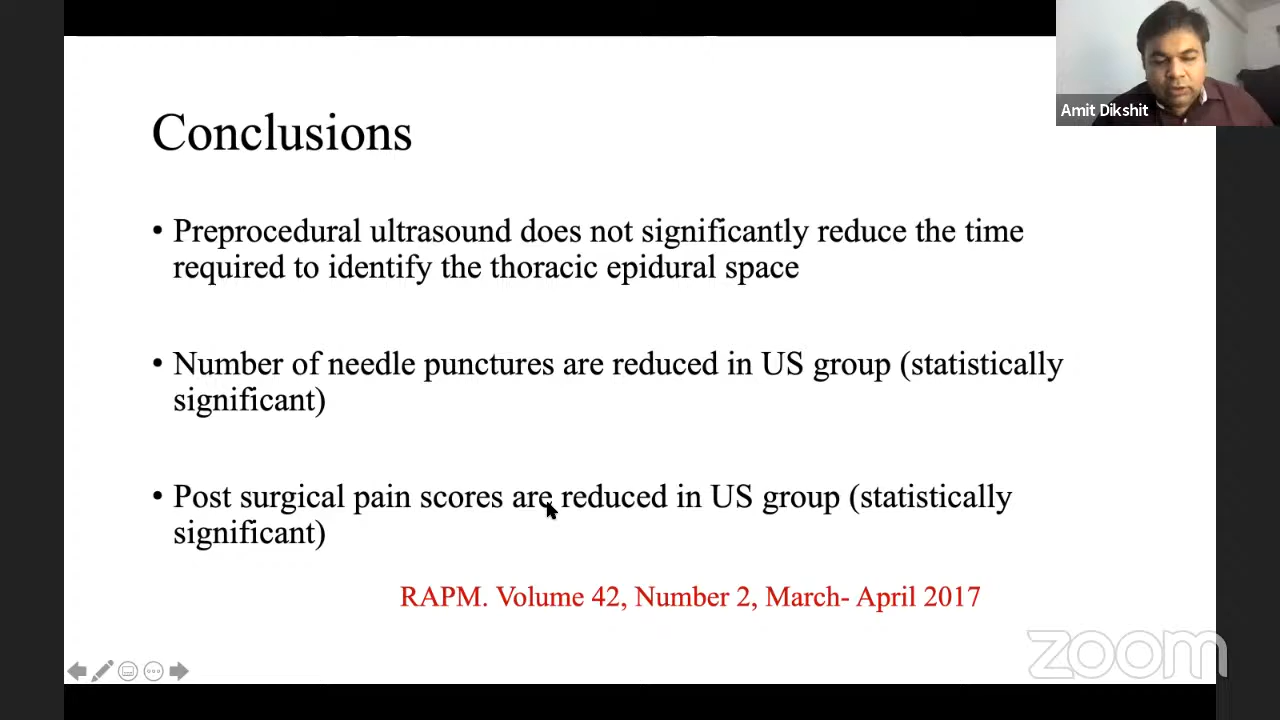 Amit Dikshit
Conclusions
• Preprocedural ultrasound does not significantly reduce the time
required to identify the thoracic epidural space
• Number of needle punctures are reduced in US group (statistically
significant)
• Post surgical pain scores are reduced in US group (statistically
significant)
RAPM. Volume 42, Number 2, March- April 2017
zoom